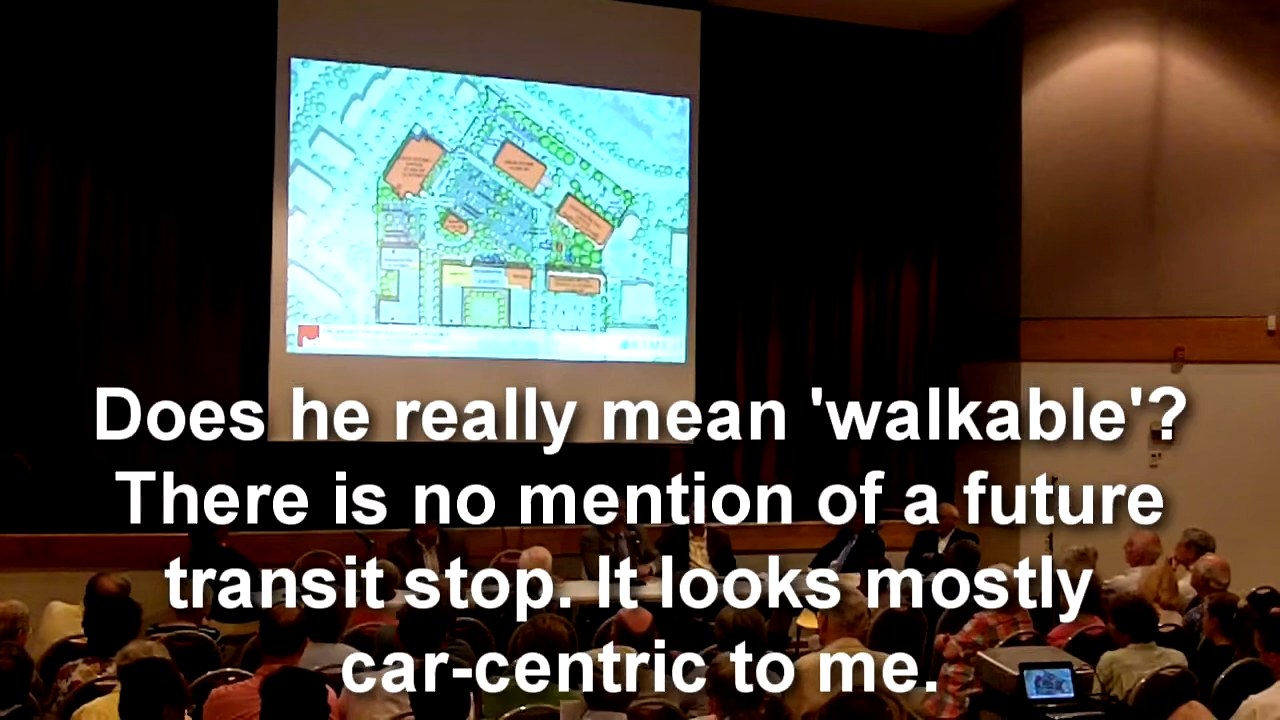 Does he really mean 'walkable'?
There is no mention of a future
transit stop. It looks mostly
car-centric to me.